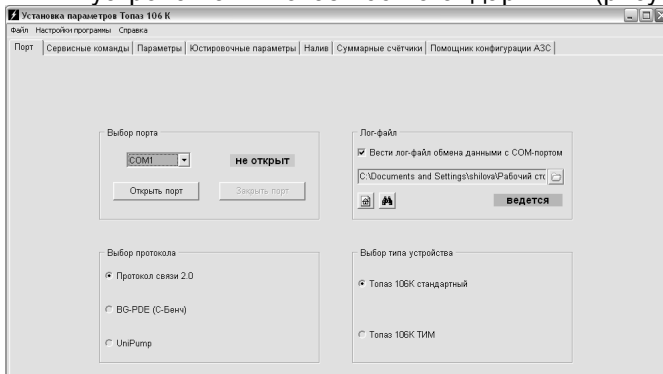 Установка параметров Топаз 106 К
Файл Настройки программы Справка
Порт Сервисные команды Параметры Юстировочные параметры Налив Суммарные счётчики Помощник конфигурации АЗС
Выбор порта
COM1 не открыт
Открыть порт Закрыть порт
Лог-файл
Вести лог-файл обмена данными с COM-портом
C:\Documents and Settings\shilova\Рабочий стс
ведется
Выбор протокола
Протокол связи 2.0
BG-PDE (С-Бенч)
UniPump
Выбор типа устройства
Топаз 106К стандартный
Топаз 106К ТИМ